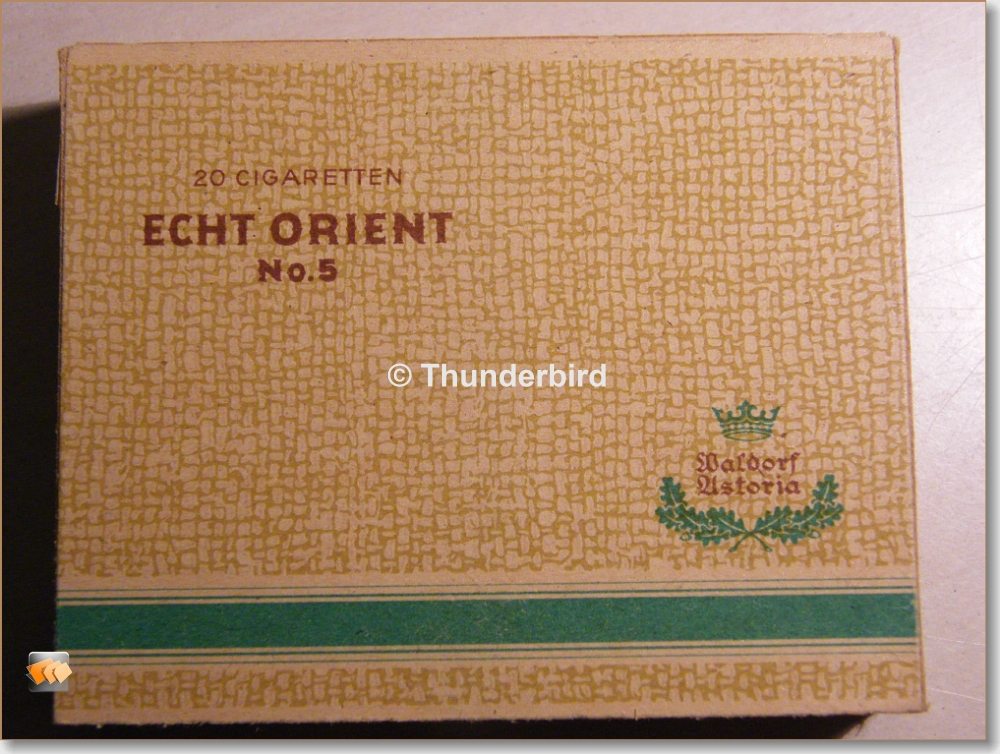 20 CIGARETTEN
ECHT ORIENT
No.5
© Thunderbird
Waldorf
Astoria